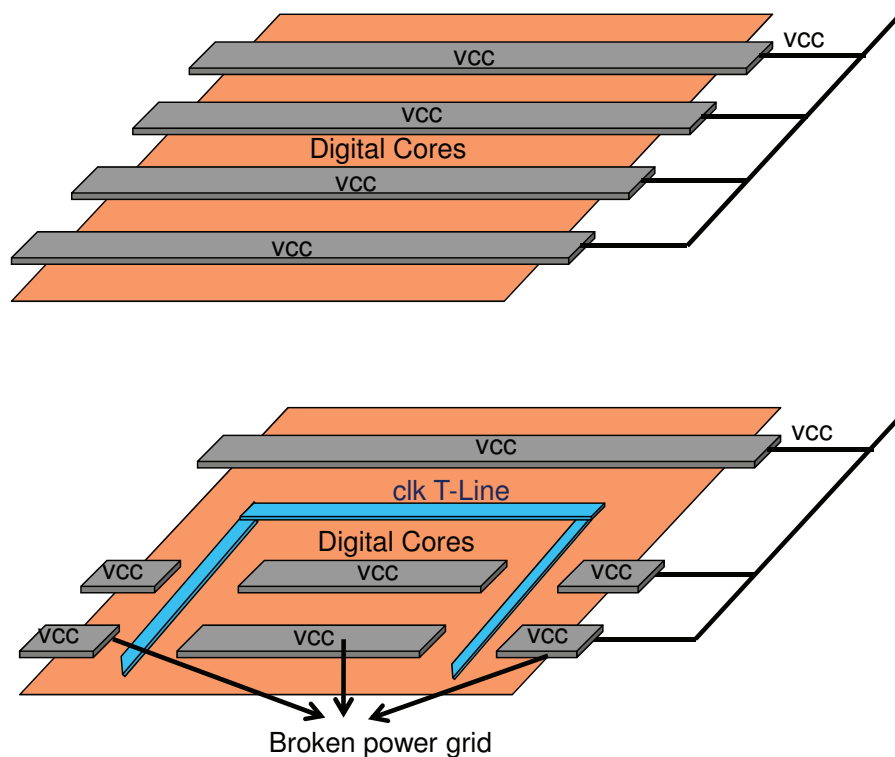 VCC
VCC
VCC
Digital Cores
VCC
VCC
VCC
VCC
clk T-Line
Digital Cores
VCC
VCC
VCC
VCC
VCC
VCC
Broken power grid